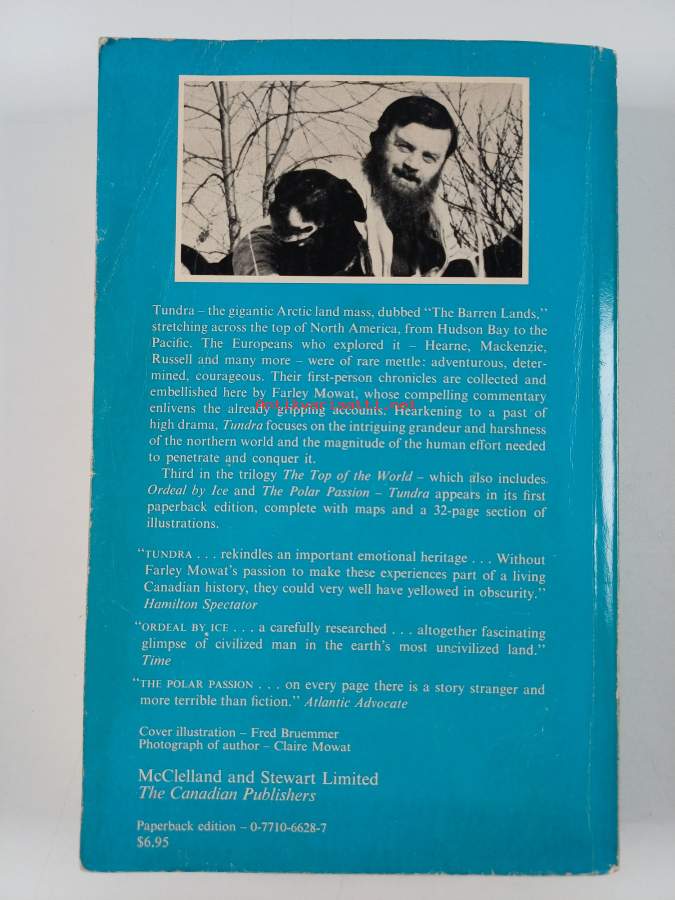 Tundra – the gigantic Arctic land mass, dubbed "The Barren Lands,"
stretching across the top of North America, from Hudson Bay to the
Pacific. The Europeans who explored it – Hearne, Mackenzie,
Russell and many more – were of rare mettle: adventurous, deter-
mined, courageous. Their first-person chronicles are collected and
embellished here by Farley Mowat, whose compelling commentary
enlivens the already gripping accounts. Hearkening to a past of
high drama, Tundra focuses on the intriguing grandeur and harshness
of the northern world and the magnitude of the human effort needed
to penetrate and conquer it.
Third in the trilogy The Top of the World – which also includes
Ordeal by Ice and The Polar Passion – Tundra appears in its first
paperback edition, complete with maps and a 32-page section of
illustrations.
"TUNDRA . . . rekindles an important emotional heritage . . . Without
Farley Mowat's passion to make these experiences part of a living
Canadian history, they could very well have yellowed in obscurity."
Hamilton Spectator
"ORDEAL BY ICE . . . a carefully researched . . . altogether fascinating
glimpse of civilized man in the earth's most uncivilized land."
Time
"THE POLAR PASSION . . . on every page there is a story stranger and
more terrible than fiction." Atlantic Advocate
Cover illustration – Fred Bruemmer
Photograph of author – Claire Mowat
McClelland and Stewart Limited
The Canadian Publishers
Paperback edition – 0-7710-6628-7
$6.95